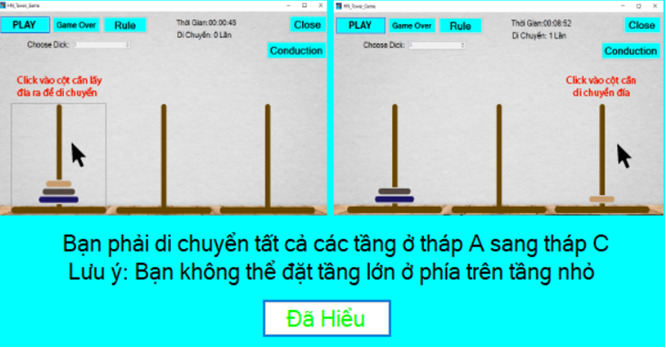 HN_Tower_Game
PLAY
Game Over
Rule
Thời Gian:00:00:45
Di Chuyển: 0 Lần
Close
Choose Dick:
Conduction
Click vào cột cần lấy
đĩa ra để di chuyển
HN_Tower_Game
PLAY
Game Over
Rule
Thời Gian:00:08:52
Di Chuyển: 1 Lần
Close
Choose Dick:
Conduction
Click vào cột cần
di chuyển đĩa
Bạn phải di chuyển tất cả các tầng ở tháp A sang tháp C
Lưu ý: Bạn không thể đặt tầng lớn ở phía trên tầng nhỏ
Đã Hiểu